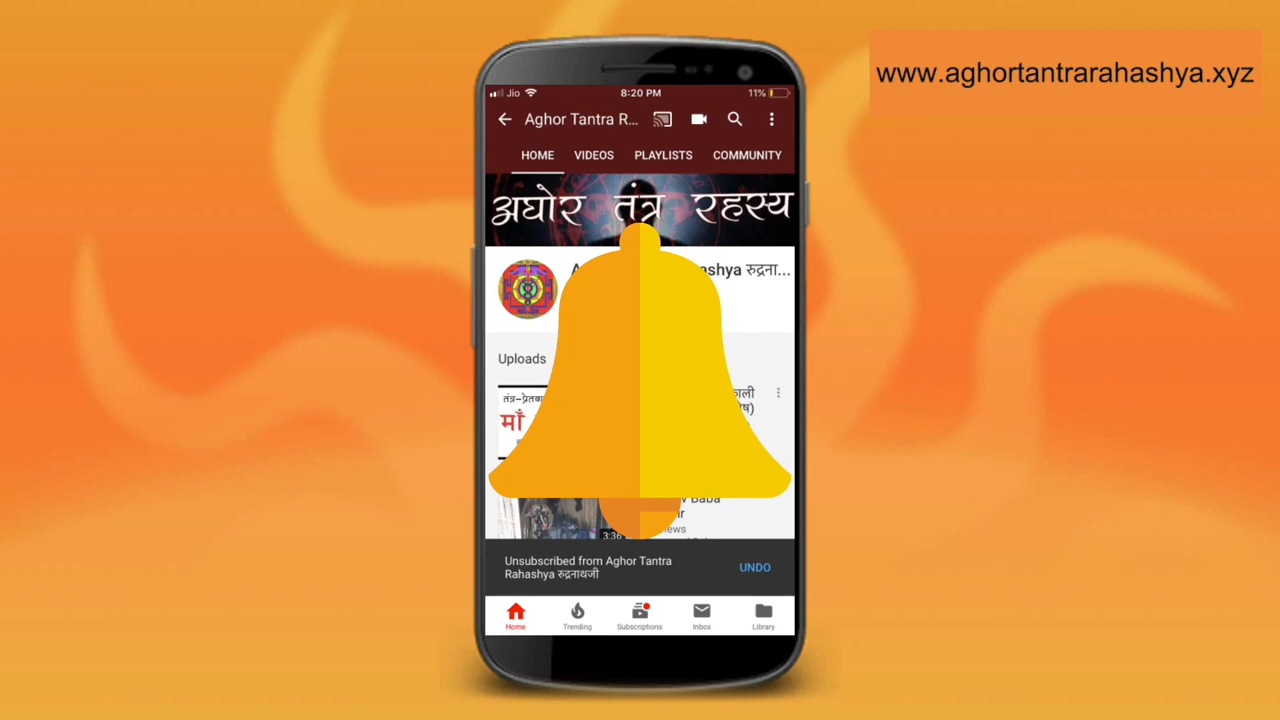 www.aghortantrarahashya.xyz
Jio 8:20 PM 11%
Aghor Tantra R...
HOME VIDEOS PLAYLISTS COMMUNITY
अघोर तंत्र रहस्य
ashya रुद्रना...
Uploads
माँ
Baba
3:36
Unsubscribed from Aghor Tantra
Rahashya रुद्रनाथजी
UNDO
Home Trending Subscriptions Inbox Library